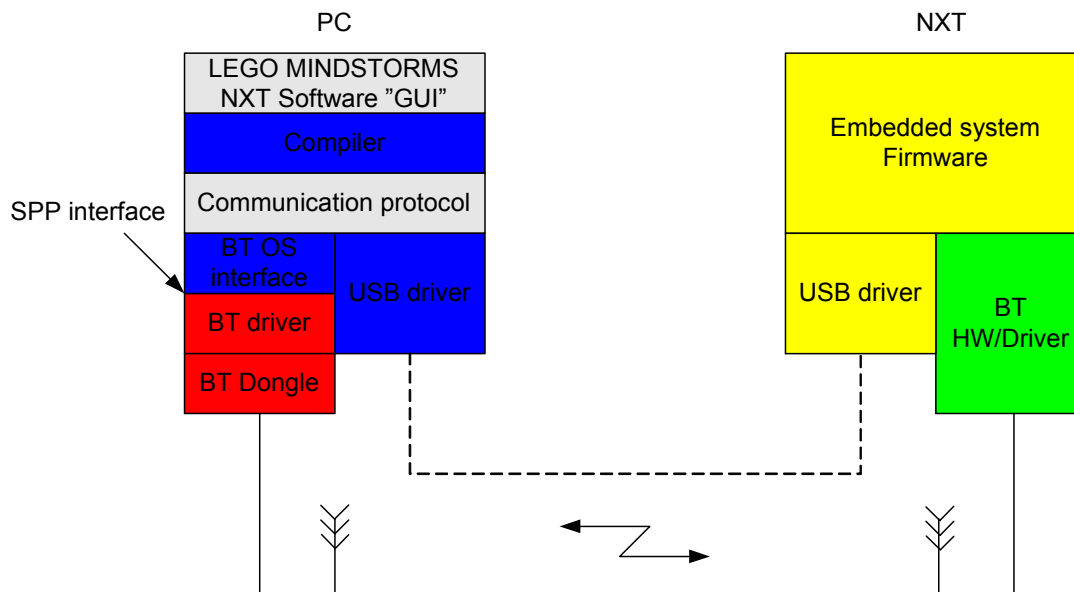 PC
NXT
LEGO MINDSTORMS
NXT Software ”GUI”
Compiler
Communication protocol
SPP interface
BT OS
interface
USB driver
BT driver
BT Dongle
Embedded system
Firmware
USB driver
BT
HW/Driver